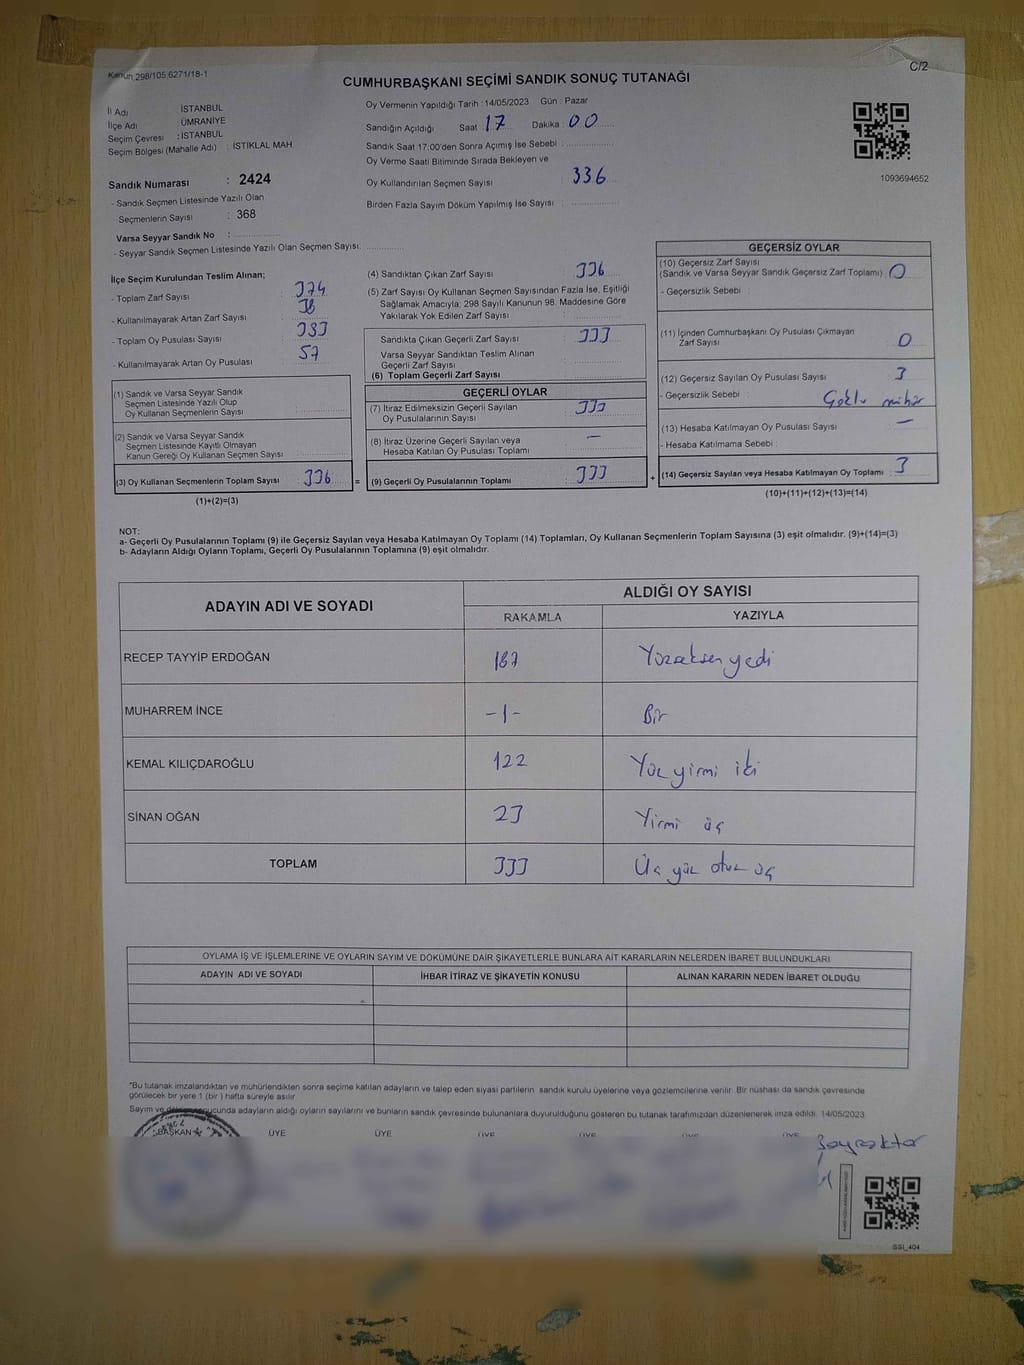 Kanun 298/105,6271/18-1
C/2
CUMHURBAŞKANI SEÇİMİ SANDIK SONUÇ TUTANAĞI
İl Adı : İSTANBUL
İlçe Adı : ÜMRANİYE
Seçim Çevresi : İSTANBUL
Seçim Bölgesi (Mahalle Adı) : İSTİKLAL MAH.
Sandık Numarası : 2424
- Sandık Seçmen Listesinde Yazılı Olan
Seçmenlerin Sayısı : 368
Varsa Seyyar Sandık No :
- Seyyar Sandık Seçmen Listesinde Yazılı Olan Seçmen Sayısı:
Oy Vermenin Yapıldığı Tarih :14/05/2023 Gün : Pazar
Sandığın Açıldığı Saat 17 Dakika 00
Sandık Saat 17:00'den Sonra Açımış İse Sebebi :
Oy Verme Saati Bitiminde Sırada Bekleyen ve
Oy Kullandırılan Seçmen Sayısı : 336
Birden Fazla Sayım Döküm Yapılmış İse Sayısı :
1093694652
İlçe Seçim Kurulundan Teslim Alınan;
- Toplam Zarf Sayısı : 374
- Kullanılmayarak Artan Zarf Sayısı : 38
- Toplam Oy Pusulası Sayısı : 393
- Kullanılmayarak Artan Oy Pusulası : 57
(1) Sandık ve Varsa Seyyar Sandık
Seçmen Listesinde Yazılı Olup
Oy Kullanan Seçmenlerin Sayısı :
(2) Sandık ve Varsa Seyyar Sandık
Seçmen Listesinde Kayıtlı Olmayan
Kanun Gereği Oy Kullanan Seçmen Sayısı :
(3) Oy Kullanan Seçmenlerin Toplam Sayısı : 336 =
(1)+(2)=(3)
(4) Sandıktan Çıkan Zarf Sayısı : 336
(5) Zarf Sayısı Oy Kullanan Seçmen Sayısından Fazla İse, Eşitliği
Sağlamak Amacıyla: 298 Sayılı Kanunun 98. Maddesine Göre
Yakılarak Yok Edilen Zarf Sayısı :
Sandıkta Çıkan Geçerli Zarf Sayısı : 333
Varsa Seyyar Sandıktan Teslim Alınan
Geçerli Zarf Sayısı :
(6) Toplam Geçerli Zarf Sayısı
GEÇERLİ OYLAR
(7) İtiraz Edilmeksizin Geçerli Sayılan
Oy Pusulalarının Sayısı : 333
(8) İtiraz Üzerine Geçerli Sayılan veya
Hesaba Katılan Oy Pusulası Toplamı : —
(9) Geçerli Oy Pusulalarının Toplamı : 333 +
GEÇERSİZ OYLAR
(10) Geçersiz Zarf Sayısı
(Sandık ve Varsa Seyyar Sandık Geçersiz Zarf Toplamı) : 0
- Geçersizlik Sebebi :
(11) İçinden Cumhurbaşkanı Oy Pusulası Çıkmayan
Zarf Sayısı : 0
(12) Geçersiz Sayılan Oy Pusulası Sayısı : 3
- Geçersizlik Sebebi : Çoklu mühür
(13) Hesaba Katılmayan Oy Pusulası Sayısı : —
- Hesaba Katılmama Sebebi :
(14) Geçersiz Sayılan veya Hesaba Katılmayan Oy Toplamı : 3
(10)+(11)+(12)+(13)=(14)
NOT:
a- Geçerli Oy Pusulalarının Toplamı (9) ile Geçersiz Sayılan veya Hesaba Katılmayan Oy Toplamı (14) Toplamları, Oy Kullanan Seçmenlerin Toplam Sayısına (3) eşit olmalıdır. (9)+(14)=(3)
b- Adayların Aldığı Oyların Toplamı, Geçerli Oy Pusulalarının Toplamına (9) eşit olmalıdır.
ADAYIN ADI VE SOYADI ALDIĞI OY SAYISI
RAKAMLA YAZIYLA
RECEP TAYYİP ERDOĞAN 187 Yüzseksen yedi
MUHARREM İNCE -1- Bir
KEMAL KILIÇDAROĞLU 122 Yüz yirmi iki
SİNAN OĞAN 23 Yirmi üç
TOPLAM 333 Üç yüz otuz üç
OYLAMA İŞ VE İŞLEMLERİNE VE OYLARIN SAYIM VE DÖKÜMÜNE DAİR ŞİKAYETLERLE BUNLARA AİT KARARLARIN NELERDEN İBARET BULUNDUKLARI
ADAYIN ADI VE SOYADI İHBAR İTİRAZ VE ŞİKAYETİN KONUSU ALINAN KARARIN NEDEN İBARET OLDUĞU
*Bu tutanak imzalandıktan ve mühürlendikten sonra seçime katılan adayların ve talep eden siyasi partilerin sandık kurulu üyelerine veya gözlemcilerine verilir. Bir nüshası da sandık çevresinde
görülecek bir yere 1 (bir ) hafta süreyle asılır
Sayım ve sonucunda adayların aldığı oyların sayılarını ve bunların sandık çevresinde bulunanlara duyurulduğunu gösteren bu tutanak tarafımızdan düzenlenerek imza edildi. 14/05/2023
BAŞKAN ÜYE ÜYE ÜYE ÜYE ÜYE ÜYE
Bayraktar
SSİ_404